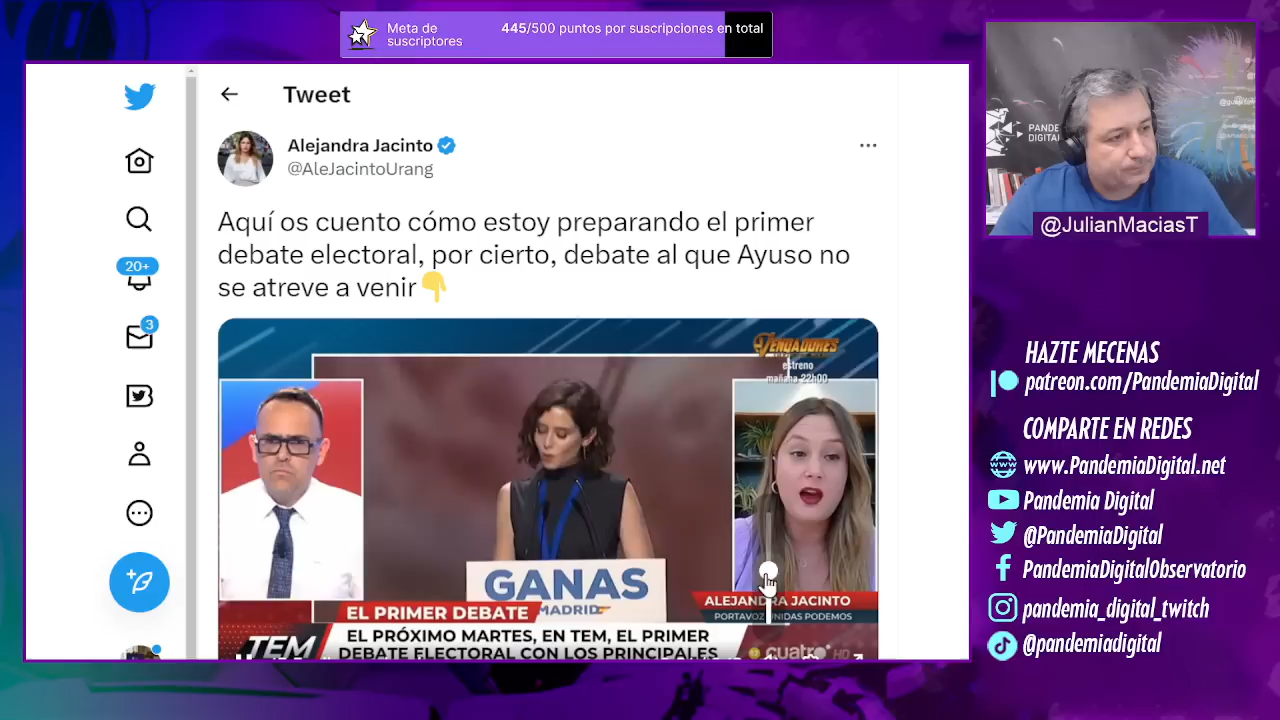 Meta de
suscriptores
445/500 puntos por suscripciones en total
Tweet
Alejandra Jacinto
@AleJacintoUrang
Aquí os cuento cómo estoy preparando el primer
debate electoral, por cierto, debate al que Ayuso no
se atreve a venir
20+
3
VENGADORES
estreno
mañana 22h00
GANAS
MADRID
EL PRIMER DEBATE
ALEJANDRA JACINTO
PORTAVOZ UNIDAS PODEMOS
TEM
EL PRÓXIMO MARTES, EN TEM, EL PRIMER
DEBATE ELECTORAL CON LOS PRINCIPALES
cuatro HD
PANDE
DIGITAL
@JulianMaciasT
HAZTE MECENAS
patreon.com/PandemiaDigital
COMPARTE EN REDES
www.PandemiaDigital.net
Pandemia Digital
@PandemiaDigital
PandemiaDigitalObservatorio
pandemia_digital_twitch
@pandemiadigital